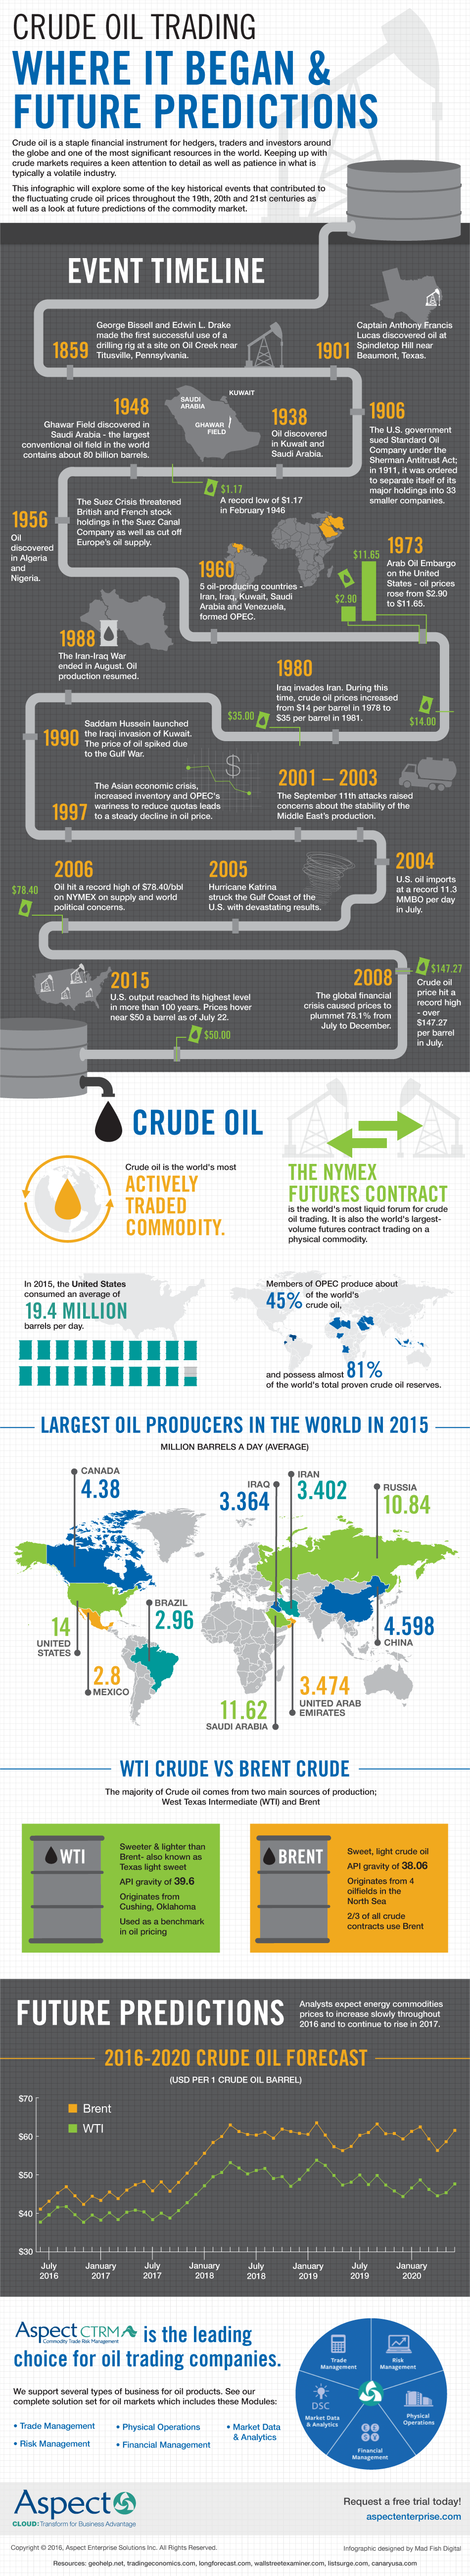 CRUDE OIL TRADING
WHERE IT BEGAN &
FUTURE PREDICTIONS
Crude oil is a staple financial instrument for hedgers, traders and investors around
the globe and one of the most significant resources in the world. Keeping up with
crude markets requires a keen attention to detail as well as patience in what is
typically a volatile industry.
This infographic will explore some of the key historical events that contributed to
the fluctuating crude oil prices throughout the 19th, 20th and 21st centuries as
well as a look at future predictions of the commodity market.
EVENT TIMELINE
1859
George Bissell and Edwin L. Drake
made the first successful use of a
drilling rig at a site on Oil Creek near
Titusville, Pennsylvania.
1901
Captain Anthony Francis
Lucas discovered oil at
Spindletop Hill near
Beaumont, Texas.
1906
The U.S. government
sued Standard Oil
Company under the
Sherman Antitrust Act;
in 1911, it was ordered
to separate itself of its
major holdings into 33
smaller companies.
1938
Oil discovered
in Kuwait and
Saudi Arabia.
SAUDI
ARABIA
KUWAIT
GHAWAR
FIELD
1948
Ghawar Field discovered in
Saudi Arabia - the largest
conventional oil field in the world
contains about 80 billion barrels.
$1.17
A record low of $1.17
in February 1946
1956
Oil
discovered
in Algeria
and
Nigeria.
The Suez Crisis threatened
British and French stock
holdings in the Suez Canal
Company as well as cut off
Europe's oil supply.
1960
5 oil-producing countries -
Iran, Iraq, Kuwait, Saudi
Arabia and Venezuela,
formed OPEC.
$2.90
$11.65
1973
Arab Oil Embargo
on the United
States - oil prices
rose from $2.90
to $11.65.
1988
The Iran-Iraq War
ended in August. Oil
production resumed.
1980
Iraq invades Iran. During this
time, crude oil prices increased
from $14 per barrel in 1978 to
$35 per barrel in 1981.
$35.00
$14.00
1990
Saddam Hussein launched
the Iraqi invasion of Kuwait.
The price of oil spiked due
to the Gulf War.
$
1997
The Asian economic crisis,
increased inventory and OPEC's
wariness to reduce quotas leads
to a steady decline in oil price.
2001 – 2003
The September 11th attacks raised
concerns about the stability of the
Middle East's production.
2004
U.S. oil imports
at a record 11.3
MMBO per day
in July.
2005
Hurricane Katrina
struck the Gulf Coast of the
U.S. with devastating results.
2006
Oil hit a record high of $78.40/bbl
on NYMEX on supply and world
political concerns.
$78.40
2015
U.S. output reached its highest level
in more than 100 years. Prices hover
near $50 a barrel as of July 22.
$50.00
2008
The global financial
crisis caused prices to
plummet 78.1% from
July to December.
$147.27
Crude oil
price hit a
record high
- over
$147.27
per barrel
in July.
CRUDE OIL
Crude oil is the world's most
ACTIVELY
TRADED
COMMODITY.
THE NYMEX
FUTURES CONTRACT
is the world's most liquid forum for crude
oil trading. It is also the world's largest-
volume futures contract trading on a
physical commodity.
In 2015, the United States
consumed an average of
19.4 MILLION
barrels per day.
Members of OPEC produce about
45% of the world's
crude oil,
and possess almost 81%
of the world's total proven crude oil reserves.
LARGEST OIL PRODUCERS IN THE WORLD IN 2015
MILLION BARRELS A DAY (AVERAGE)
CANADA
4.38
IRAQ
3.364
IRAN
3.402
RUSSIA
10.84
BRAZIL
2.96
14
UNITED
STATES
2.8
MEXICO
4.598
CHINA
3.474
UNITED ARAB
EMIRATES
11.62
SAUDI ARABIA
WTI CRUDE VS BRENT CRUDE
The majority of Crude oil comes from two main sources of production;
West Texas Intermediate (WTI) and Brent
WTI
Sweeter & lighter than
Brent- also known as
Texas light sweet
API gravity of 39.6
Originates from
Cushing, Oklahoma
Used as a benchmark
in oil pricing
BRENT
Sweet, light crude oil
API gravity of 38.06
Originates from 4
oilfields in the
North Sea
2/3 of all crude
contracts use Brent
FUTURE PREDICTIONS
Analysts expect energy commodities
prices to increase slowly throughout
2016 and to continue to rise in 2017.
2016-2020 CRUDE OIL FORECAST
(USD PER 1 CRUDE OIL BARREL)
Brent
WTI
$70
$60
$50
$40
$30
July
2016
January
2017
July
2017
January
2018
July
2018
January
2019
July
2019
January
2020
Aspect CTRM
Commodity Trade Risk Management
is the leading
choice for oil trading companies.
We support several types of business for oil products. See our
complete solution set for oil markets which includes these Modules:
• Trade Management
• Risk Management
• Physical Operations
• Financial Management
• Market Data
& Analytics
Trade
Management
Risk
Management
Physical
Operations
Financial
Management
DSC
Market Data
& Analytics
Aspect
CLOUD: Transform for Business Advantage
Request a free trial today!
aspectenterprise.com
Copyright © 2016, Aspect Enterprise Solutions Inc. All Rights Reserved.
Infographic designed by Mad Fish Digital
Resources: geohelp.net, tradingeconomics.com, longforecast.com, wallstreetexaminer.com, listsurge.com, canaryusa.com